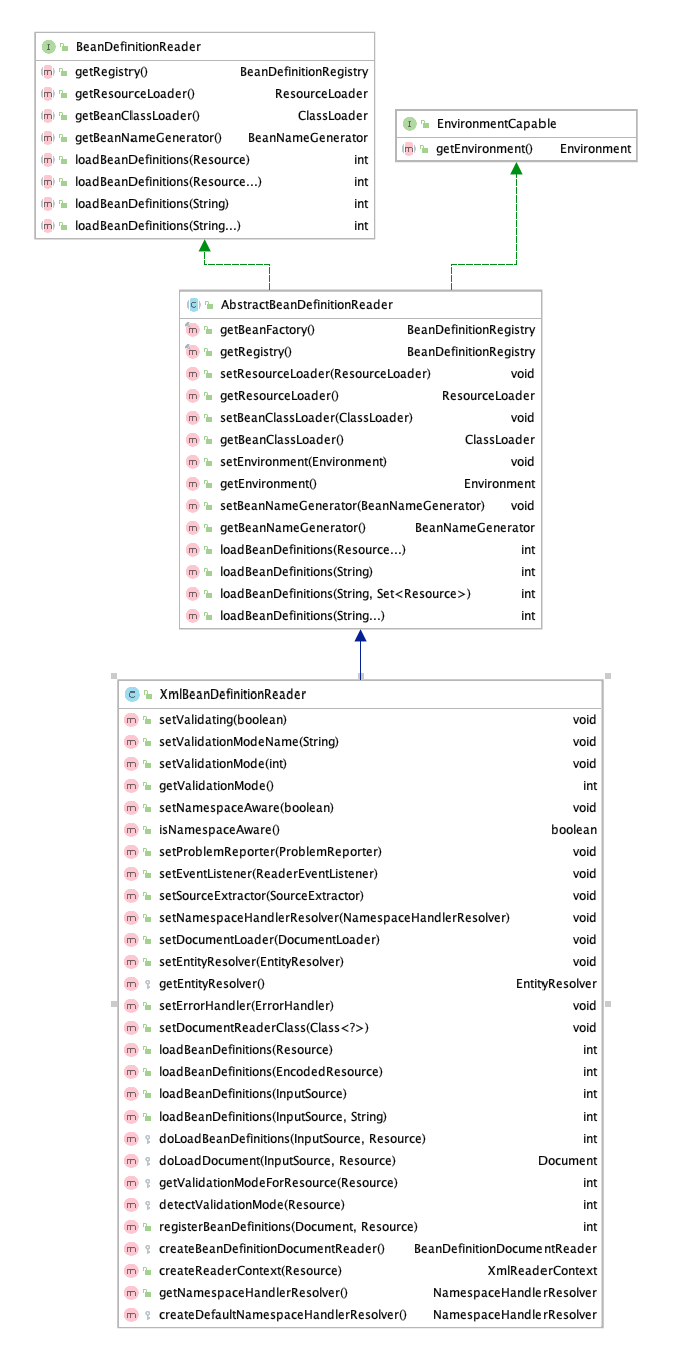 BeanDefinitionReader
getRegistry() BeanDefinitionRegistry
getResourceLoader() ResourceLoader
getBeanClassLoader() ClassLoader
getBeanNameGenerator() BeanNameGenerator
loadBeanDefinitions(Resource) int
loadBeanDefinitions(Resource...) int
loadBeanDefinitions(String) int
loadBeanDefinitions(String...) int
EnvironmentCapable
getEnvironment() Environment
AbstractBeanDefinitionReader
getBeanFactory() BeanDefinitionRegistry
getRegistry() BeanDefinitionRegistry
setResourceLoader(ResourceLoader) void
getResourceLoader() ResourceLoader
setBeanClassLoader(ClassLoader) void
getBeanClassLoader() ClassLoader
setEnvironment(Environment) void
getEnvironment() Environment
setBeanNameGenerator(BeanNameGenerator) void
getBeanNameGenerator() BeanNameGenerator
loadBeanDefinitions(Resource...) int
loadBeanDefinitions(String) int
loadBeanDefinitions(String, Set<Resource>) int
loadBeanDefinitions(String...) int
XmlBeanDefinitionReader
setValidating(boolean) void
setValidationModeName(String) void
setValidationMode(int) void
getValidationMode() int
setNamespaceAware(boolean) void
isNamespaceAware() boolean
setProblemReporter(ProblemReporter) void
setEventListener(ReaderEventListener) void
setSourceExtractor(SourceExtractor) void
setNamespaceHandlerResolver(NamespaceHandlerResolver) void
setDocumentLoader(DocumentLoader) void
setEntityResolver(EntityResolver) void
getEntityResolver() EntityResolver
setErrorHandler(ErrorHandler) void
setDocumentReaderClass(Class<?>) void
loadBeanDefinitions(Resource) int
loadBeanDefinitions(EncodedResource) int
loadBeanDefinitions(InputSource) int
loadBeanDefinitions(InputSource, String) int
doLoadBeanDefinitions(InputSource, Resource) int
doLoadDocument(InputSource, Resource) Document
getValidationModeForResource(Resource) int
detectValidationMode(Resource) int
registerBeanDefinitions(Document, Resource) int
createBeanDefinitionDocumentReader() BeanDefinitionDocumentReader
createReaderContext(Resource) XmlReaderContext
getNamespaceHandlerResolver() NamespaceHandlerResolver
createDefaultNamespaceHandlerResolver() NamespaceHandlerResolver